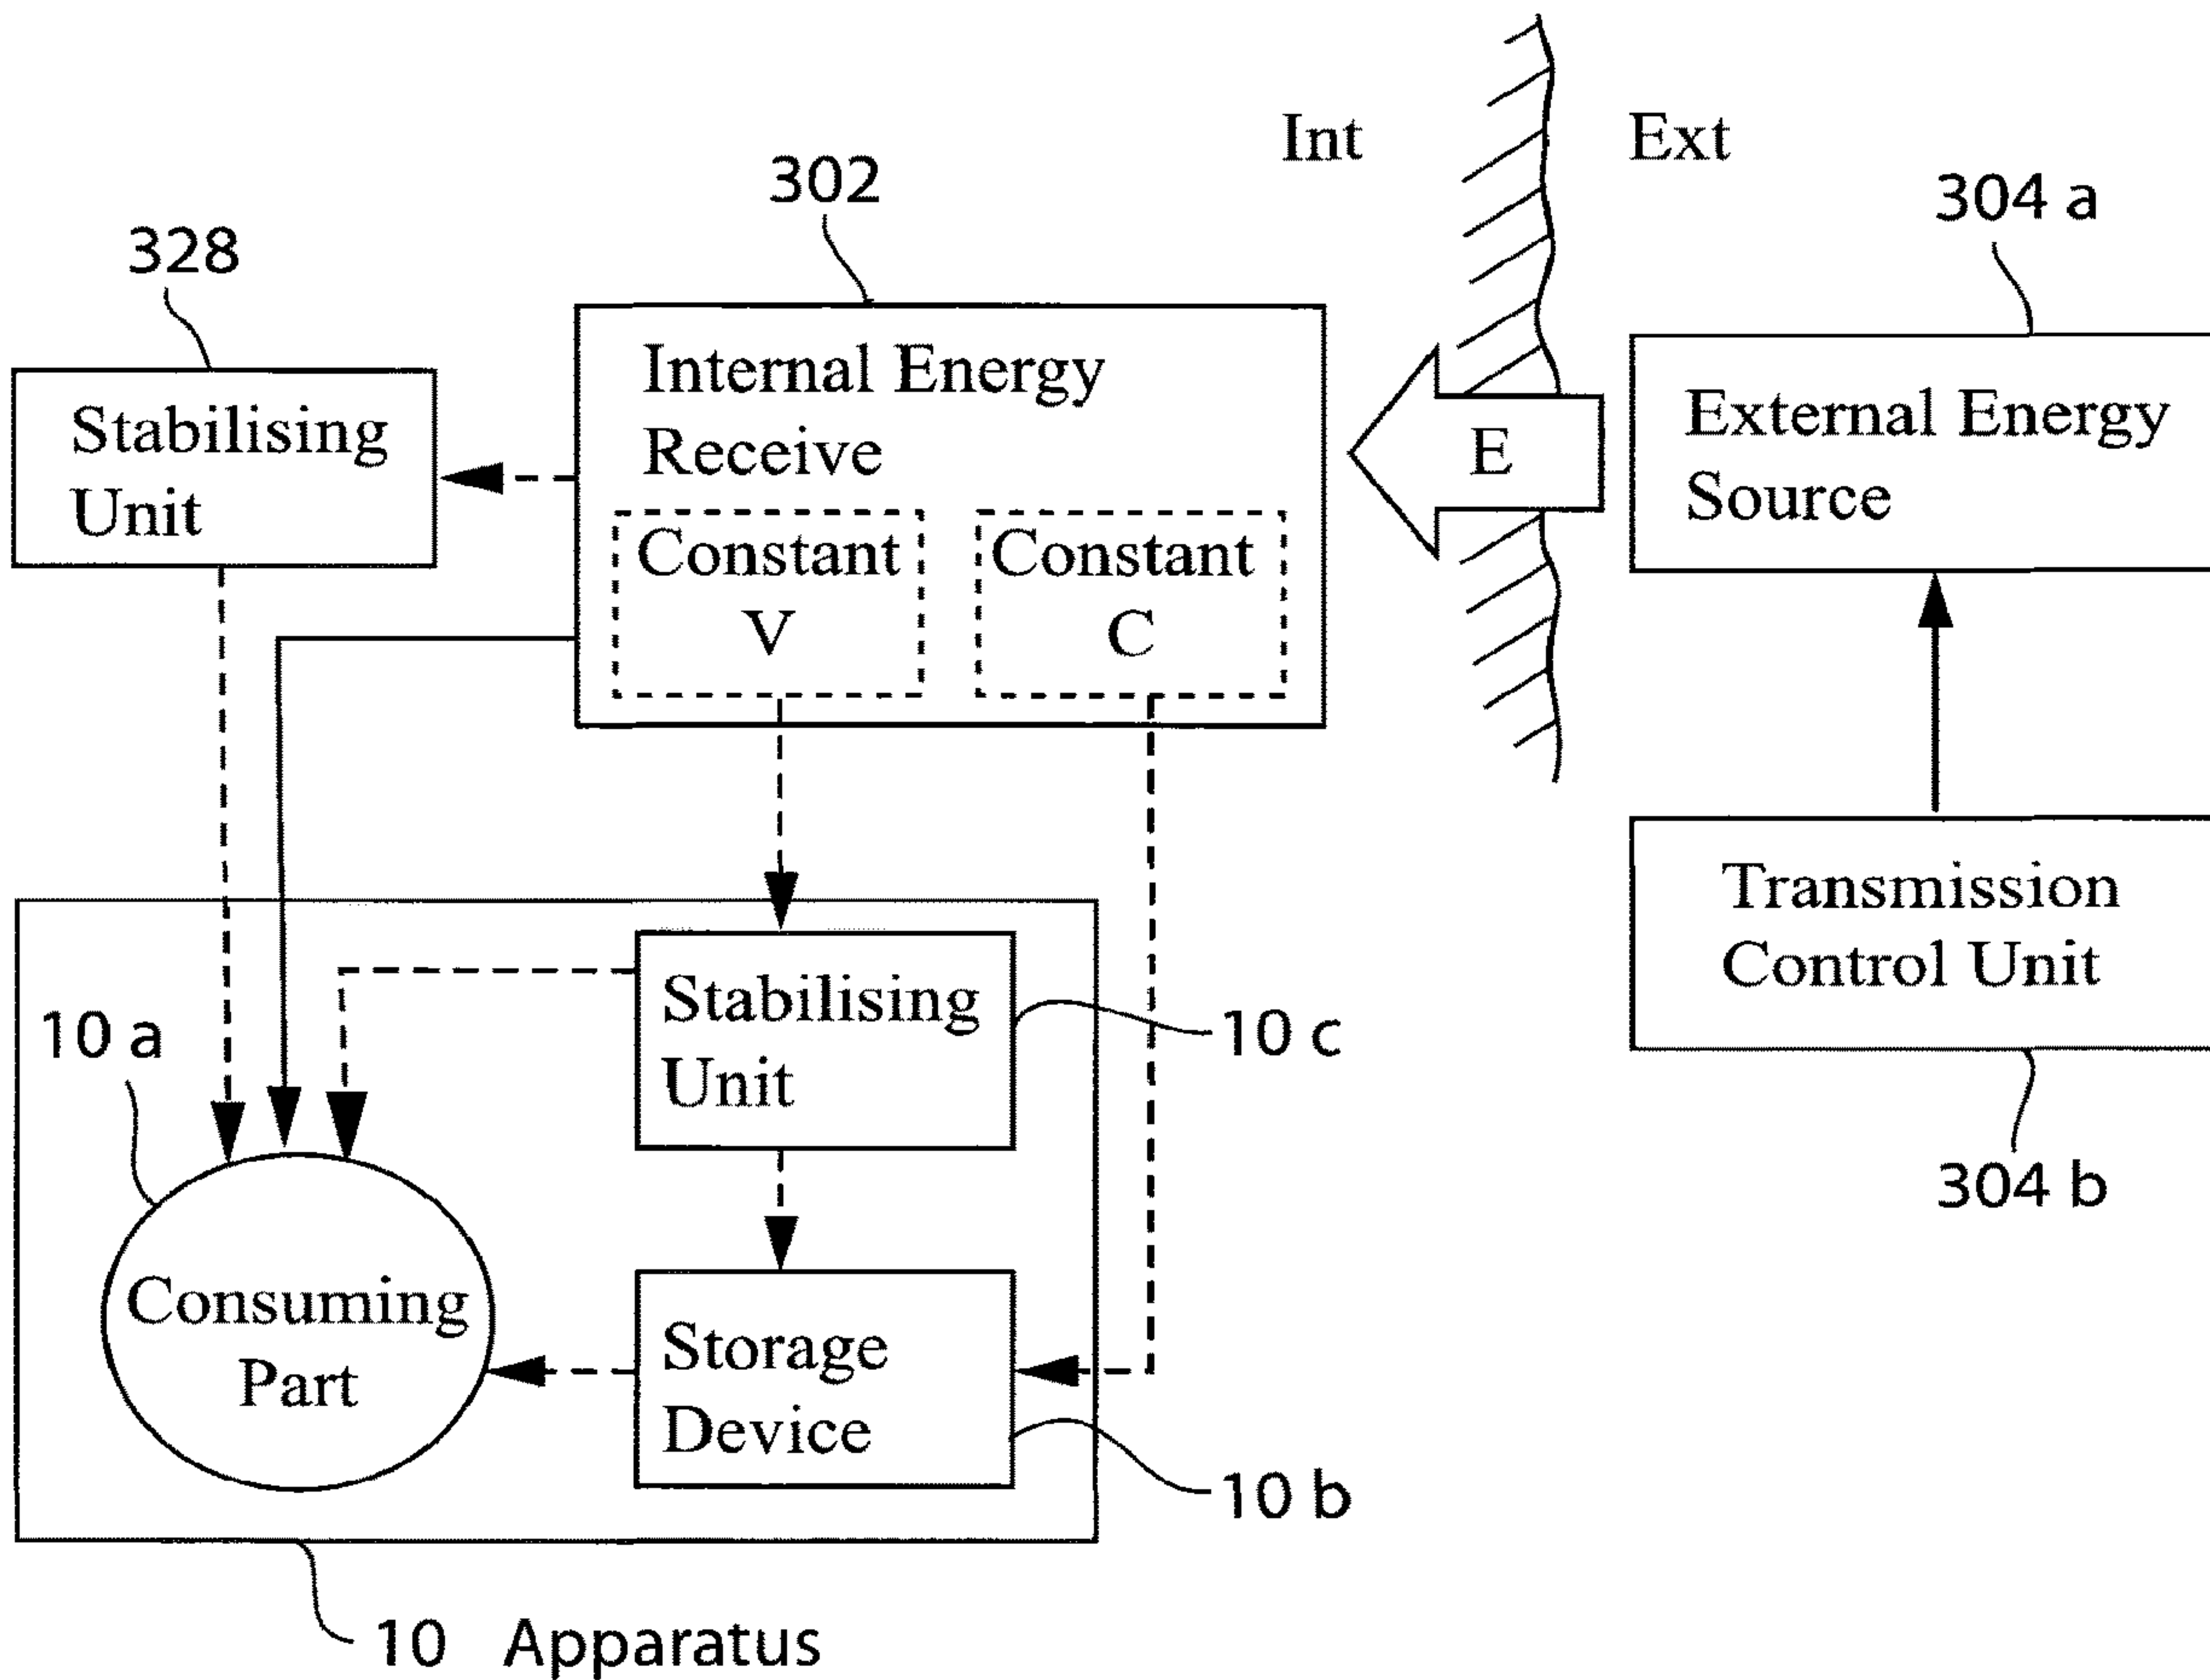 Int
Ext
302
304 a
328
Internal Energy
Receive
External Energy
Source
Stabilising
Unit
E
Constant
V
Constant
C
Transmission
Control Unit
Stabilising
Unit
10 a
10 c
304 b
Consuming
Part
Storage
Device
10 b
10 Apparatus